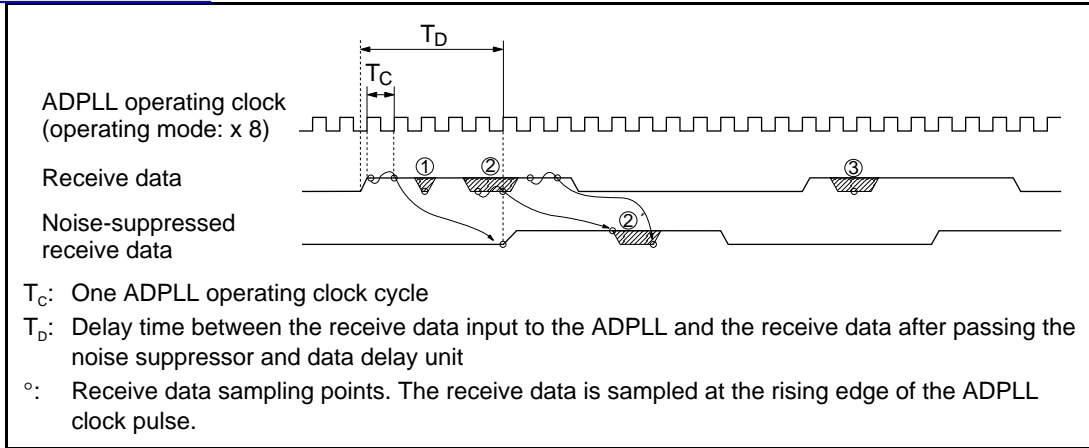 T_D
T_C
ADPLL operating clock
(operating mode: x 8)
Receive data
① ② ③
Noise-suppressed
receive data
②
T_C: One ADPLL operating clock cycle
T_D: Delay time between the receive data input to the ADPLL and the receive data after passing the
noise suppressor and data delay unit
°: Receive data sampling points. The receive data is sampled at the rising edge of the ADPLL
clock pulse.